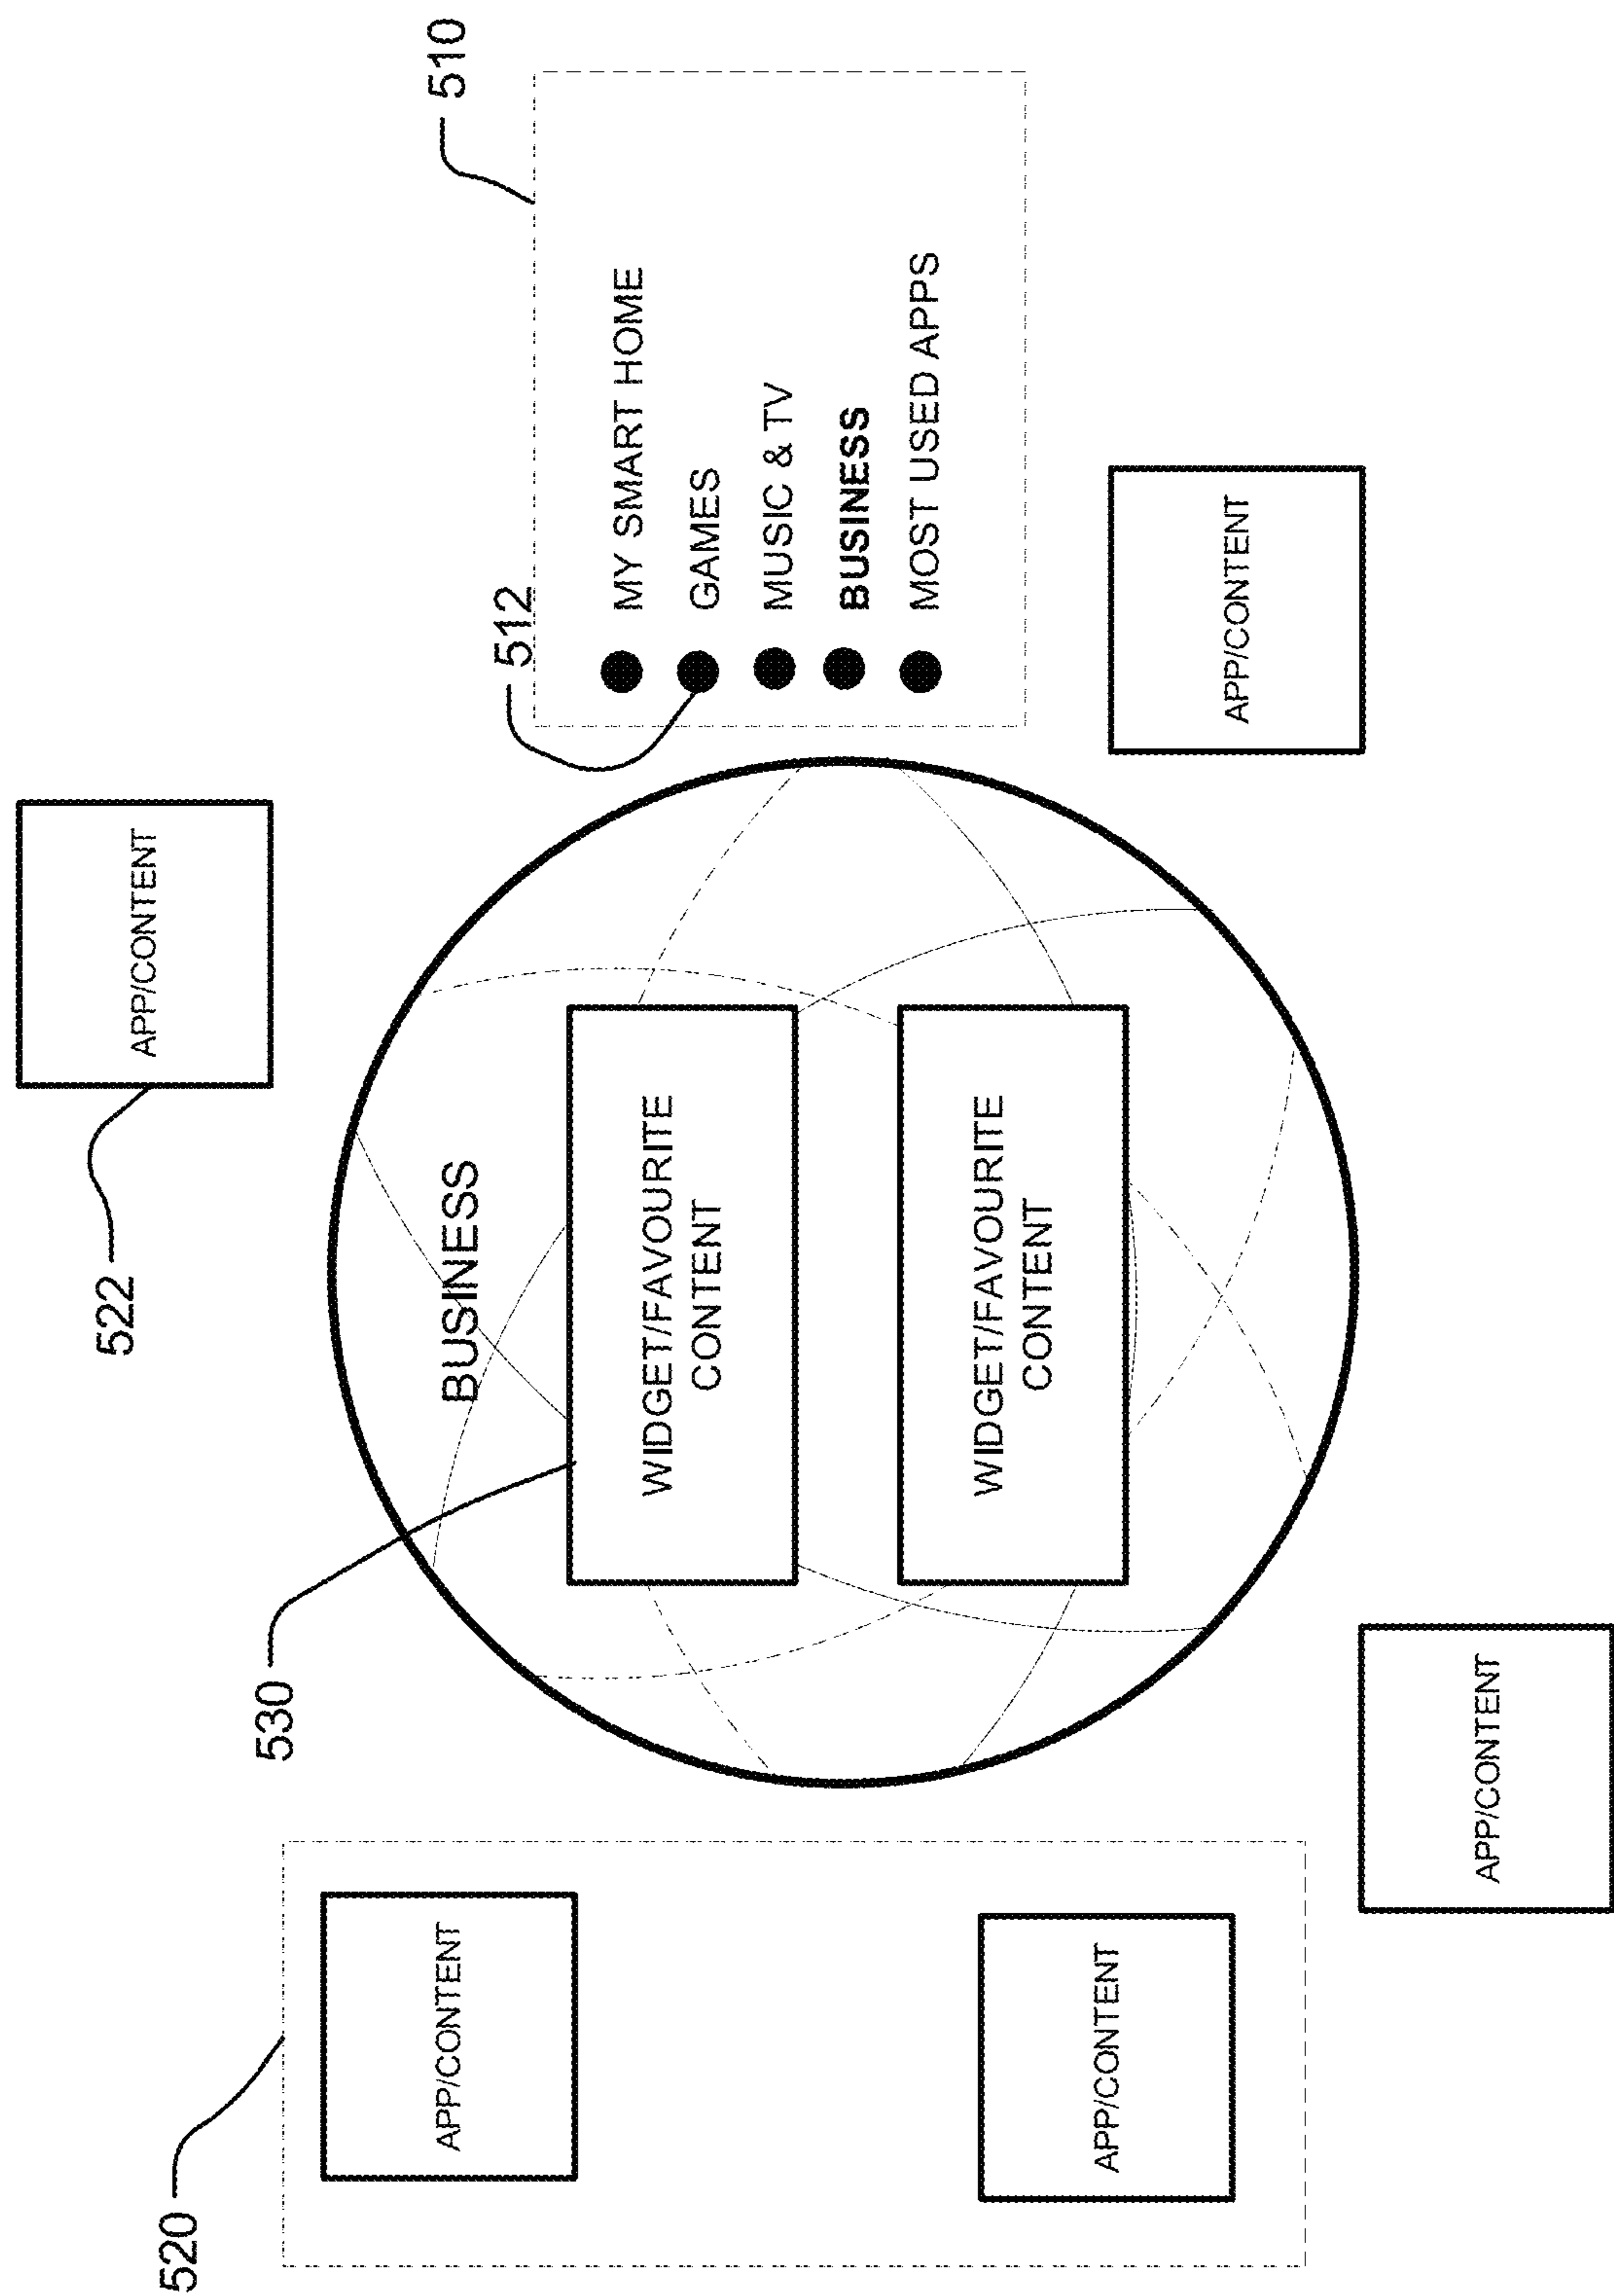 522
APP/CONTENT
520
530
510
APP/CONTENT
BUSINESS
512
WIDGET/FAVOURITE
CONTENT
MY SMART HOME
GAMES
MUSIC & TV
BUSINESS
MOST USED APPS
WIDGET/FAVOURITE
CONTENT
APP/CONTENT
APP/CONTENT
APP/CONTENT